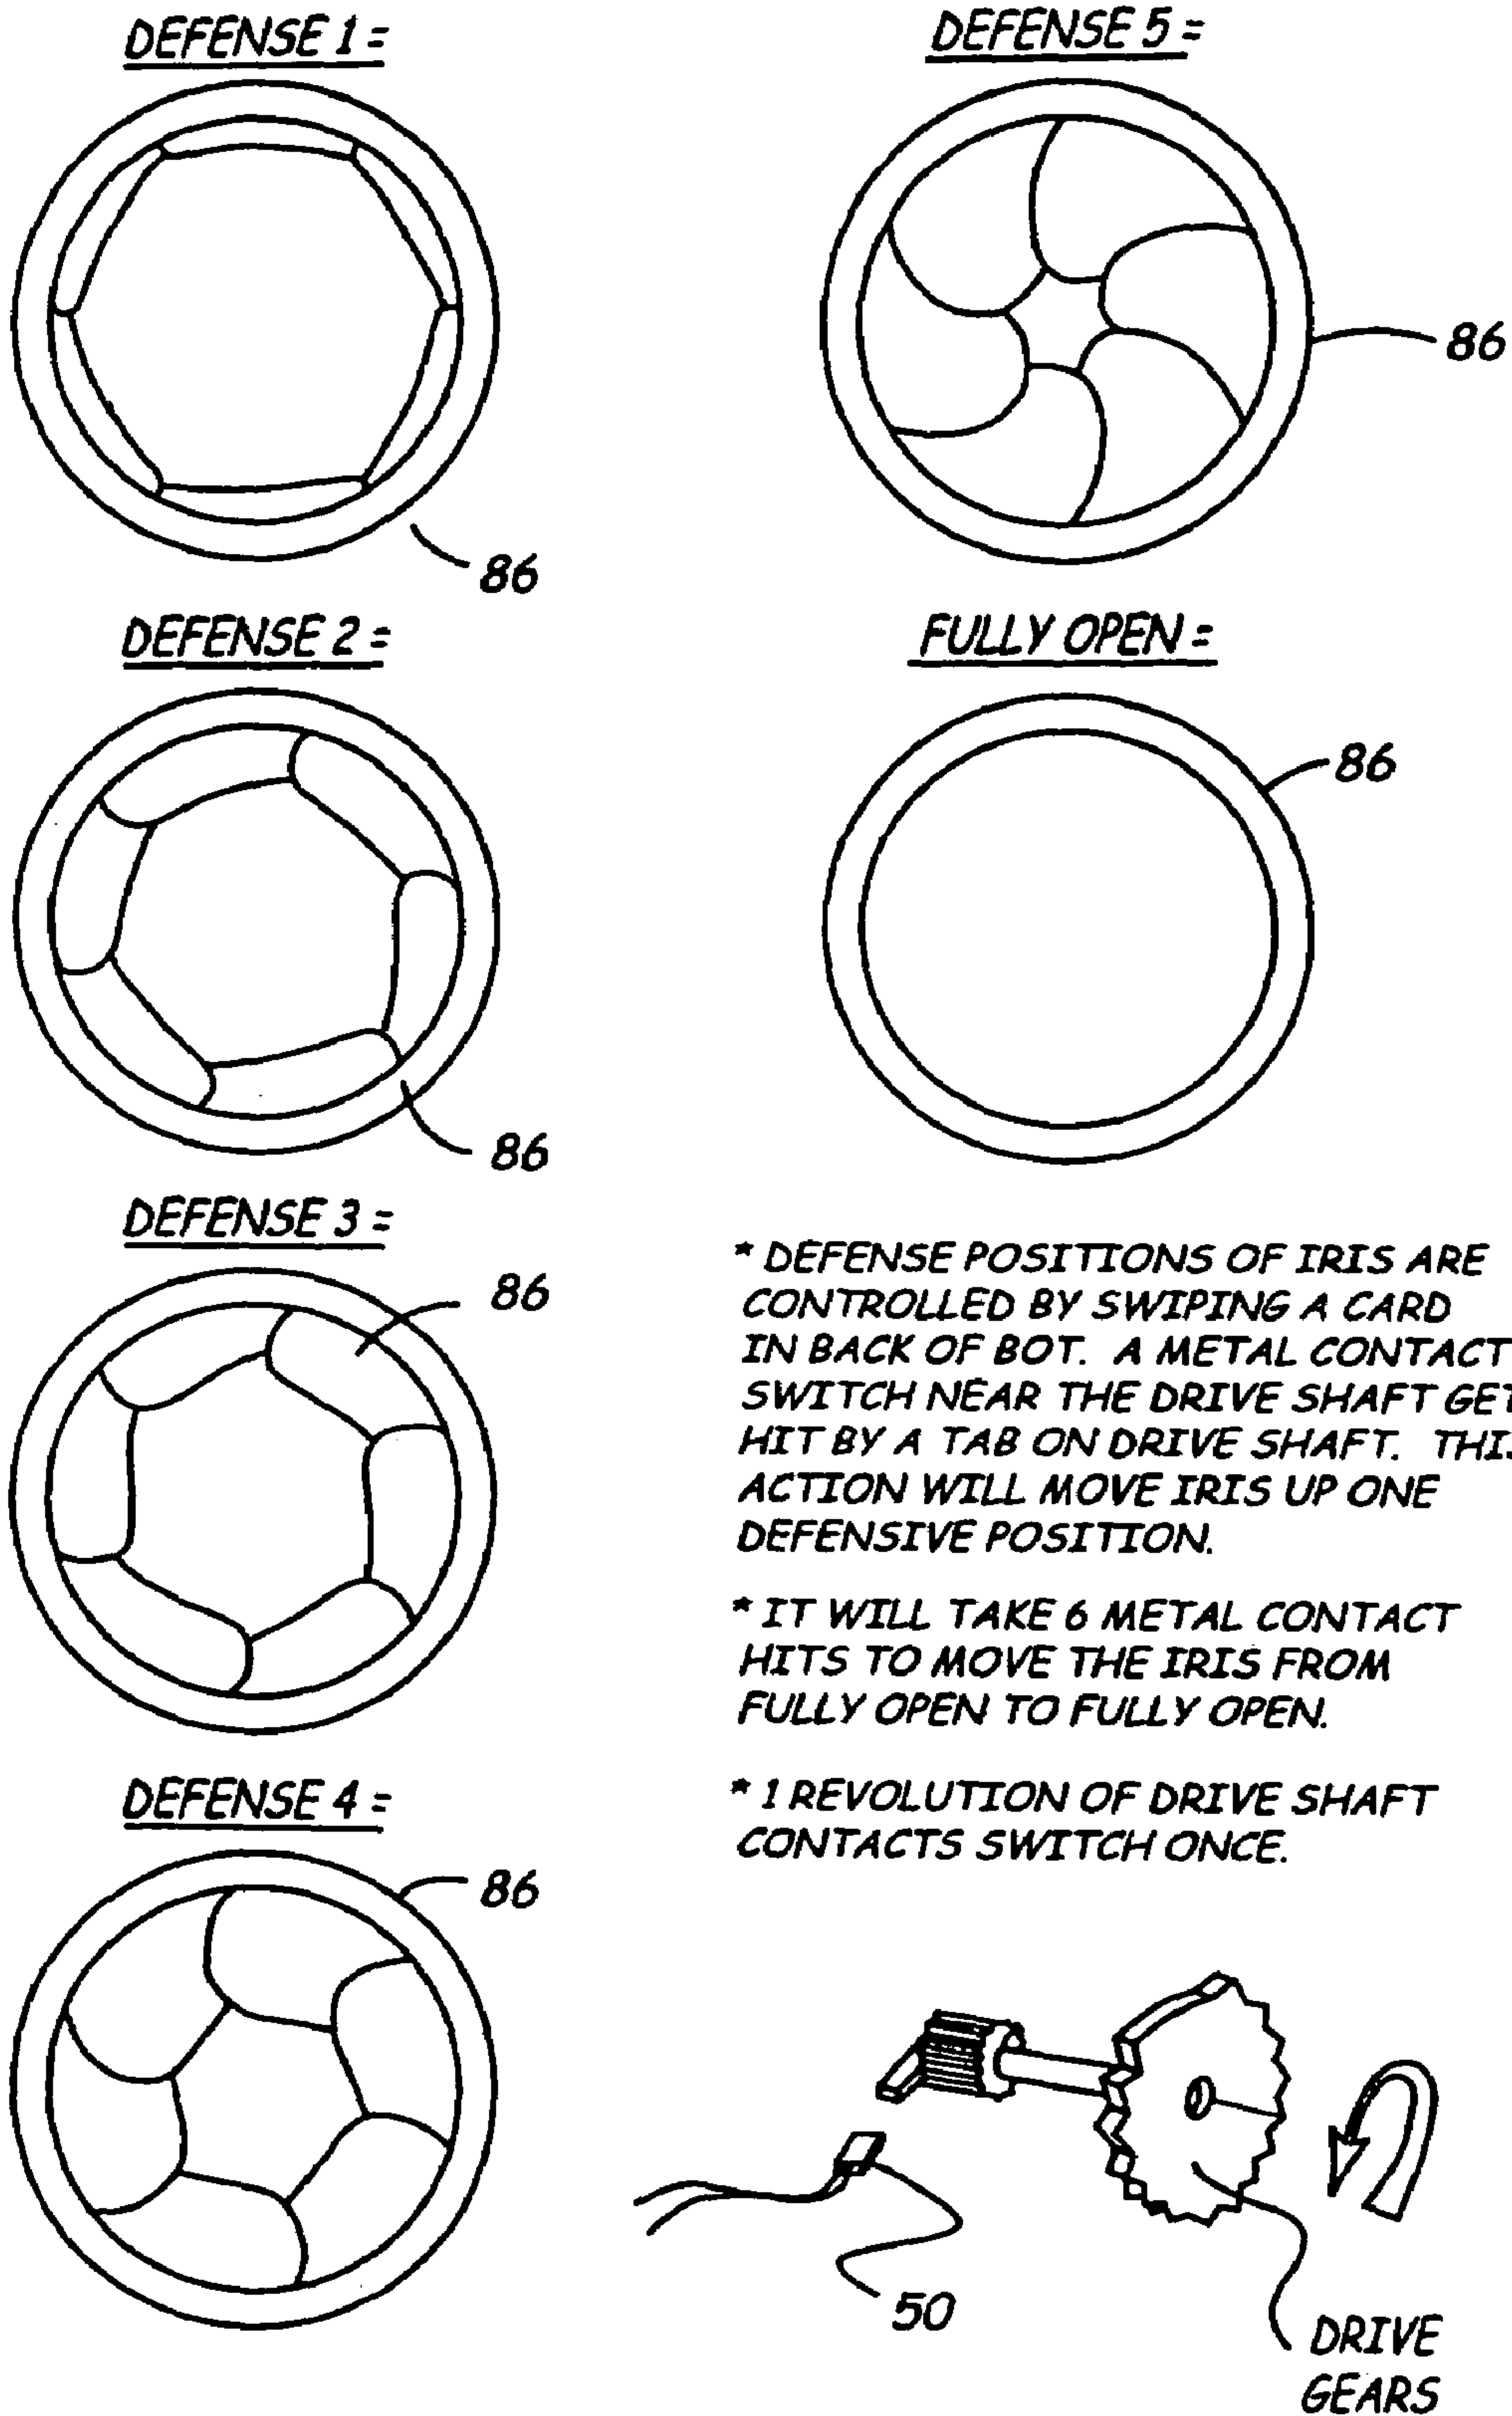 DEFENSE 1 =
86
DEFENSE 2 =
86
DEFENSE 3 =
86
DEFENSE 4 =
86
DEFENSE 5 =
86
FULLY OPEN =
86
* DEFENSE POSITIONS OF IRIS ARE
CONTROLLED BY SWIPING A CARD
IN BACK OF BOT. A METAL CONTACT
SWITCH NEAR THE DRIVE SHAFT GET
HIT BY A TAB ON DRIVE SHAFT. THIS
ACTION WILL MOVE IRIS UP ONE
DEFENSIVE POSITION.
* IT WILL TAKE 6 METAL CONTACT
HITS TO MOVE THE IRIS FROM
FULLY OPEN TO FULLY OPEN.
* 1 REVOLUTION OF DRIVE SHAFT
CONTACTS SWITCH ONCE.
50
DRIVE
GEARS